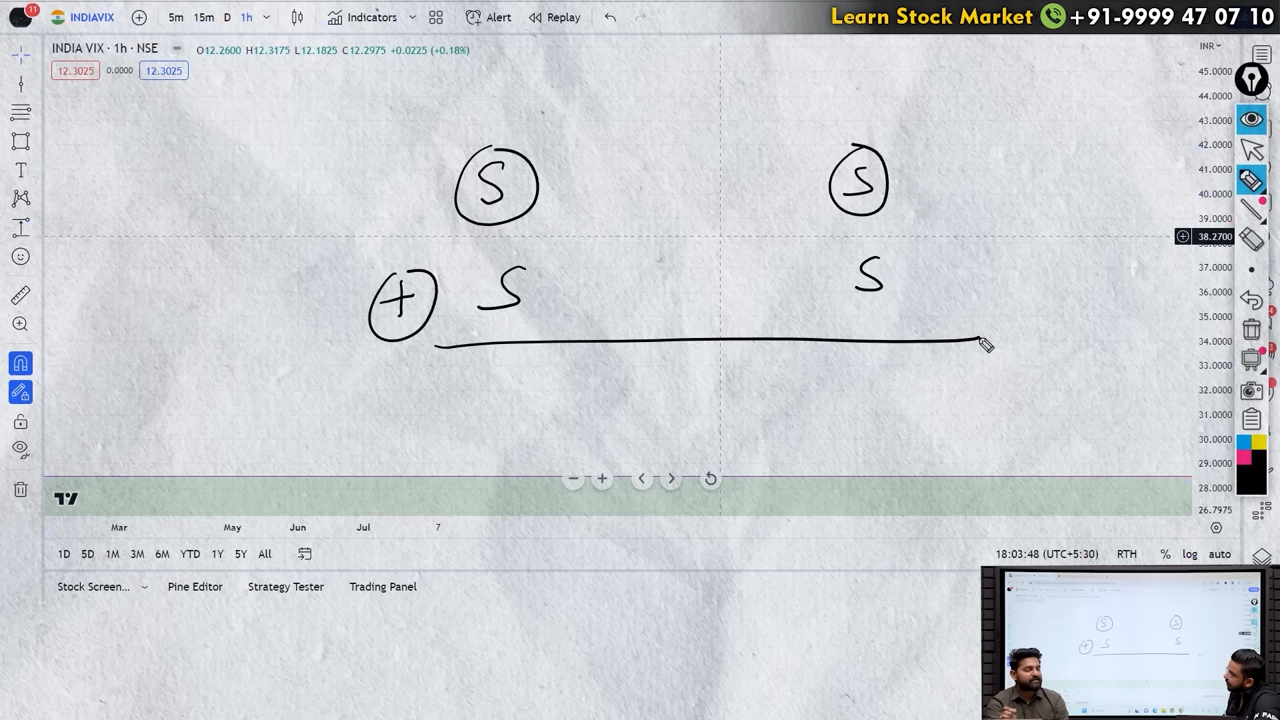 Learn Stock Market +91-9999 47 07 10
11 INDIAVIX 5m 15m D 1h Indicators Alert Replay
INDIA VIX · 1h · NSE O12.2600 H12.3175 L12.1825 C12.2975 +0.0225 (+0.18%)
12.3025 0.0000 12.3025
INR
45.0000
44.0000
43.0000
42.0000
41.0000
40.0000
39.0000
38.2700
37.0000
36.0000
35.0000
34.0000
33.0000
32.0000
31.0000
30.0000
29.0000
28.0000
26.7975
S S
+ S S
Mar May Jun Jul 7
1D 5D 1M 3M 6M YTD 1Y 5Y All 18:03:48 (UTC+5:30) RTH % log auto
Stock Screen... Pine Editor Strategy Tester Trading Panel